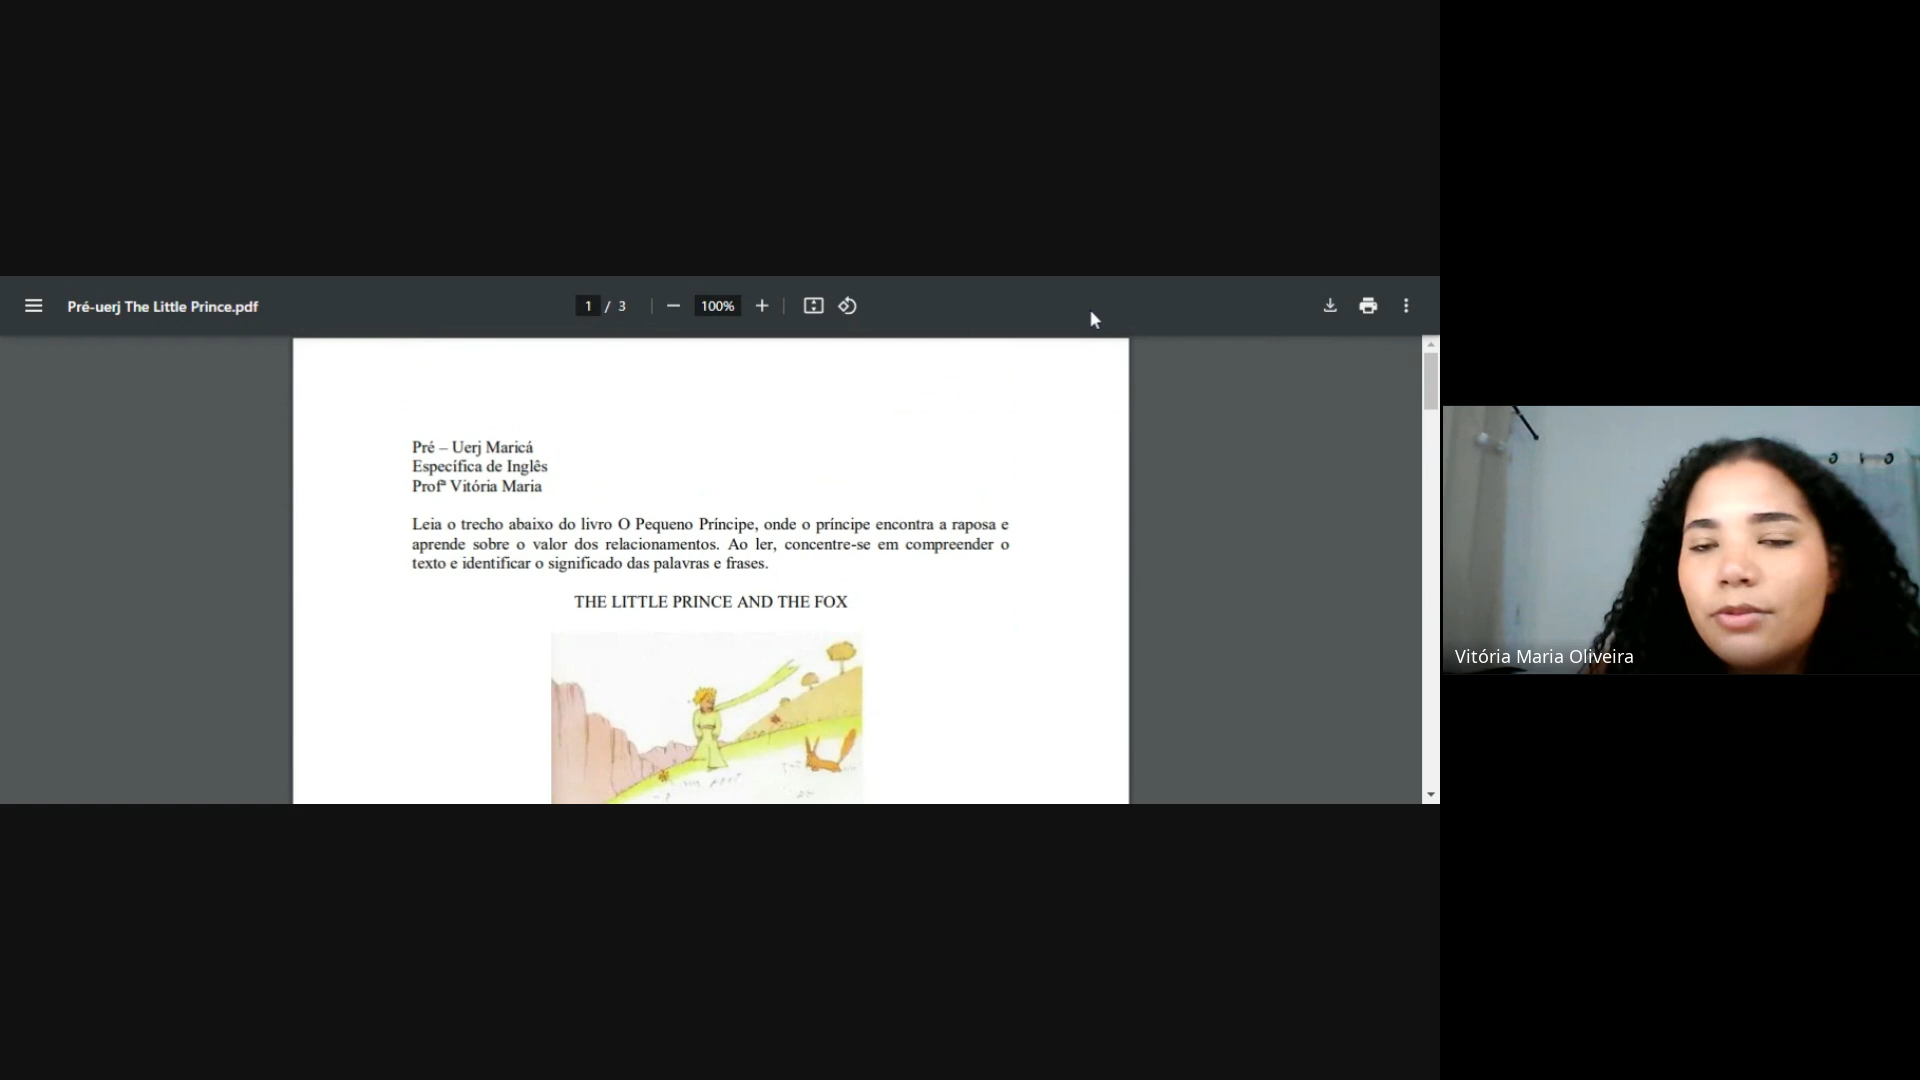 Pré-uerj The Little Prince.pdf
1 / 3
100%
Pré – Uerj Maricá
Específica de Inglês
Profª Vitória Maria
Leia o trecho abaixo do livro O Pequeno Príncipe, onde o príncipe encontra a raposa e
aprende sobre o valor dos relacionamentos. Ao ler, concentre-se em compreender o
texto e identificar o significado das palavras e frases.
THE LITTLE PRINCE AND THE FOX
Vitória Maria Oliveira